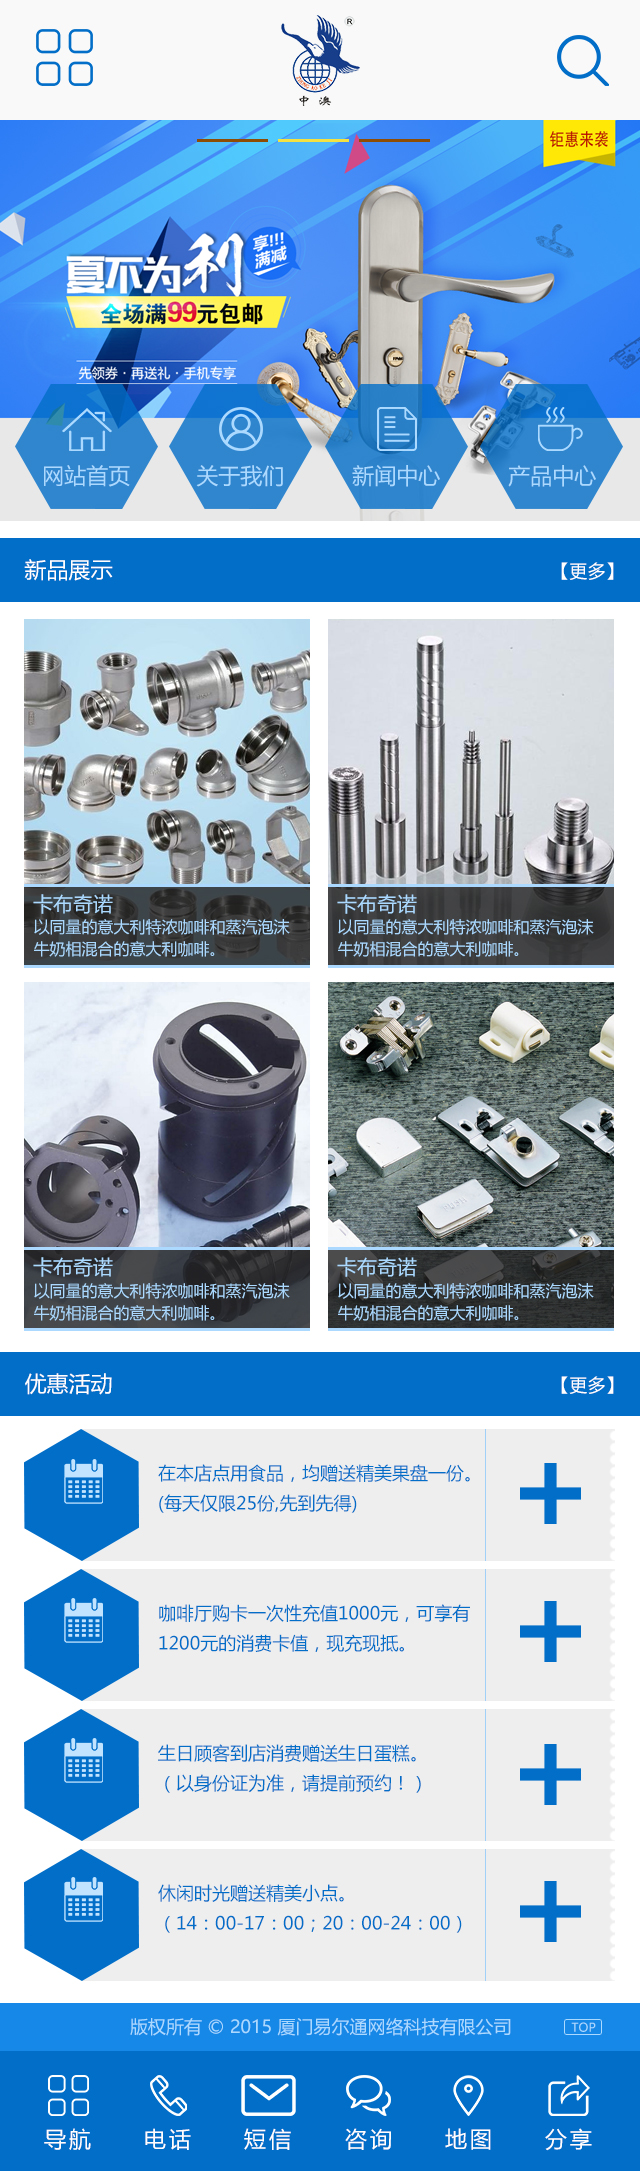 ®
中澳
钜惠来袭
夏不为利
享!!!
满减
全场满99元包邮
先领券·再送礼·手机专享
网站首页
关于我们
新闻中心
产品中心
新品展示
【更多】
卡布奇诺
以同量的意大利特浓咖啡和蒸汽泡沫
牛奶相混合的意大利咖啡。
卡布奇诺
以同量的意大利特浓咖啡和蒸汽泡沫
牛奶相混合的意大利咖啡。
卡布奇诺
以同量的意大利特浓咖啡和蒸汽泡沫
牛奶相混合的意大利咖啡。
卡布奇诺
以同量的意大利特浓咖啡和蒸汽泡沫
牛奶相混合的意大利咖啡。
优惠活动
【更多】
在本店点用食品，均赠送精美果盘一份。
(每天仅限25份,先到先得)
咖啡厅购卡一次性充值1000元，可享有
1200元的消费卡值，现充现抵。
生日顾客到店消费赠送生日蛋糕。
（以身份证为准，请提前预约！）
休闲时光赠送精美小点。
（14：00-17：00；20：00-24：00）
版权所有 © 2015 厦门易尔通网络科技有限公司
TOP
导航
电话
短信
咨询
地图
分享